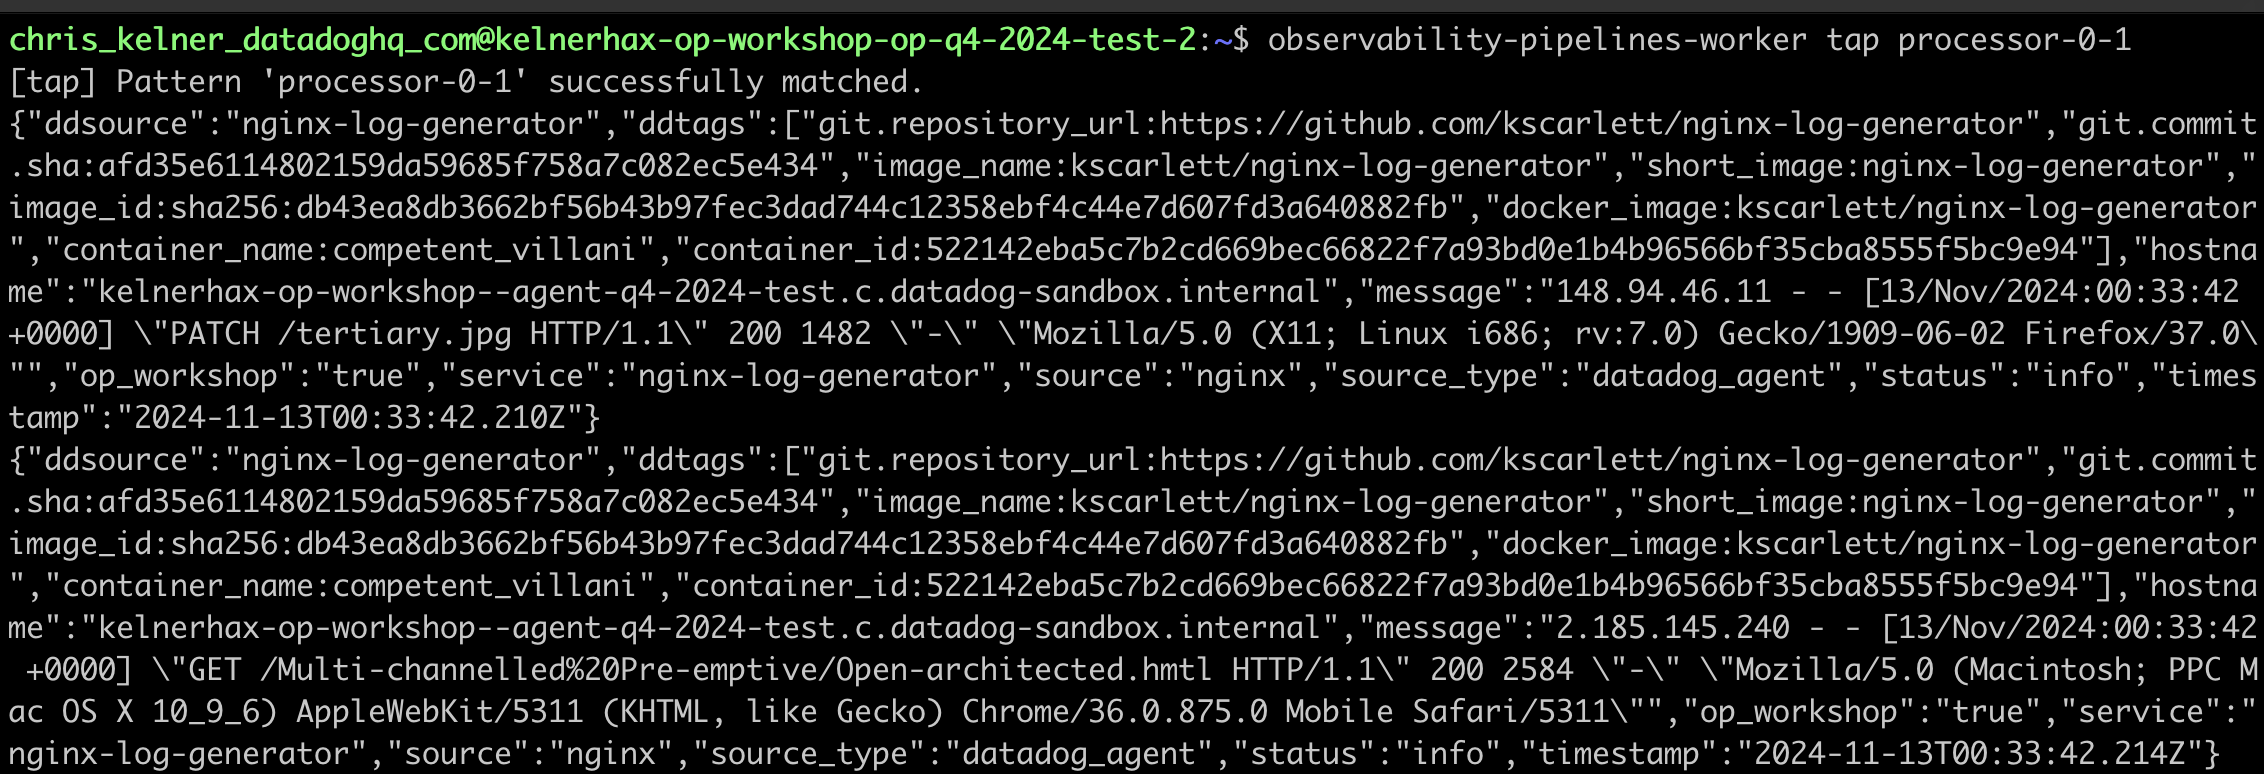 chris_kelner_datadoghq_com@kelnerhax-op-workshop-op-q4-2024-test-2:~$ observability-pipelines-worker tap processor-0-1
[tap] Pattern 'processor-0-1' successfully matched.
{"ddsource":"nginx-log-generator","ddtags":["git.repository_url:https://github.com/kscarlett/nginx-log-generator","git.commit
.sha:afd35e6114802159da59685f758a7c082ec5e434","image_name:kscarlett/nginx-log-generator","short_image:nginx-log-generator","
image_id:sha256:db43ea8db3662bf56b43b97fec3dad744c12358ebf4c44e7d607fd3a640882fb","docker_image:kscarlett/nginx-log-generator
","container_name:competent_villani","container_id:522142eba5c7b2cd669bec66822f7a93bd0e1b4b96566bf35cba8555f5bc9e94"],"hostna
me":"kelnerhax-op-workshop--agent-q4-2024-test.c.datadog-sandbox.internal","message":"148.94.46.11 - - [13/Nov/2024:00:33:42
+0000] \"PATCH /tertiary.jpg HTTP/1.1\" 200 1482 \"-\" \"Mozilla/5.0 (X11; Linux i686; rv:7.0) Gecko/1909-06-02 Firefox/37.0\
"","op_workshop":"true","service":"nginx-log-generator","source":"nginx","source_type":"datadog_agent","status":"info","times
tamp":"2024-11-13T00:33:42.210Z"}
{"ddsource":"nginx-log-generator","ddtags":["git.repository_url:https://github.com/kscarlett/nginx-log-generator","git.commit
.sha:afd35e6114802159da59685f758a7c082ec5e434","image_name:kscarlett/nginx-log-generator","short_image:nginx-log-generator","
image_id:sha256:db43ea8db3662bf56b43b97fec3dad744c12358ebf4c44e7d607fd3a640882fb","docker_image:kscarlett/nginx-log-generator
","container_name:competent_villani","container_id:522142eba5c7b2cd669bec66822f7a93bd0e1b4b96566bf35cba8555f5bc9e94"],"hostna
me":"kelnerhax-op-workshop--agent-q4-2024-test.c.datadog-sandbox.internal","message":"2.185.145.240 - - [13/Nov/2024:00:33:42
 +0000] \"GET /Multi-channelled%20Pre-emptive/Open-architected.hmtl HTTP/1.1\" 200 2584 \"-\" \"Mozilla/5.0 (Macintosh; PPC M
ac OS X 10_9_6) AppleWebKit/5311 (KHTML, like Gecko) Chrome/36.0.875.0 Mobile Safari/5311\"","op_workshop":"true","service":"
nginx-log-generator","source":"nginx","source_type":"datadog_agent","status":"info","timestamp":"2024-11-13T00:33:42.214Z"}